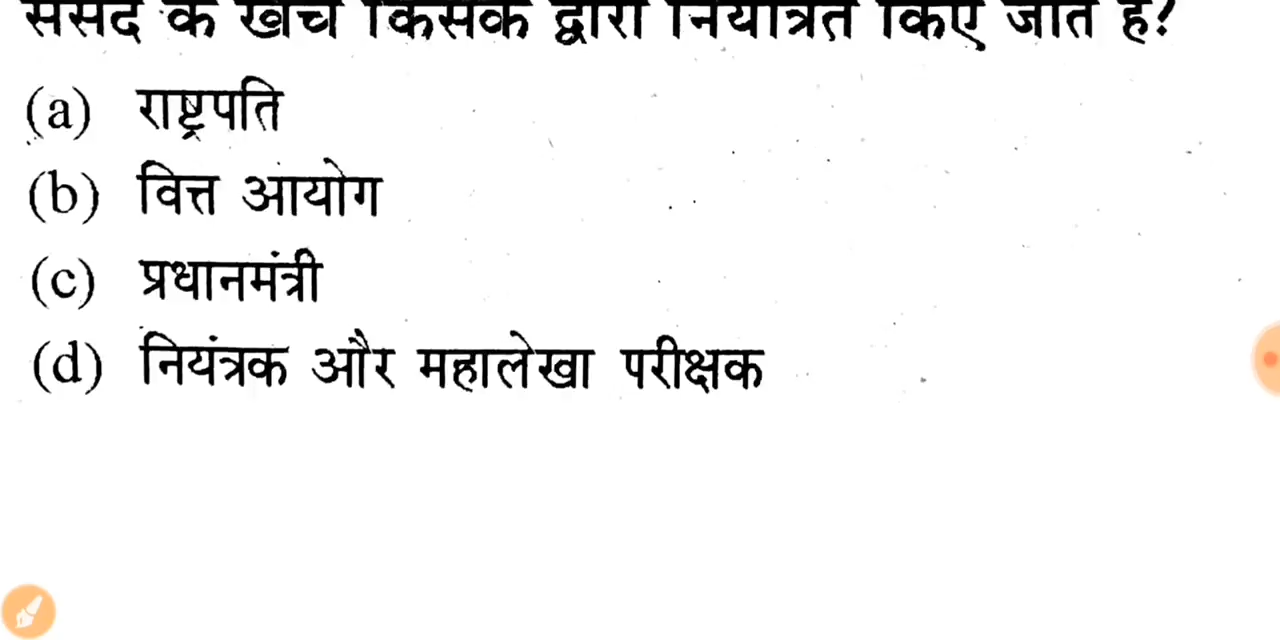 संसद के खर्च किसके द्वारा नियंत्रित किए जाते हैं?
(a) राष्ट्रपति
(b) वित्त आयोग
(c) प्रधानमंत्री
(d) नियंत्रक और महालेखा परीक्षक